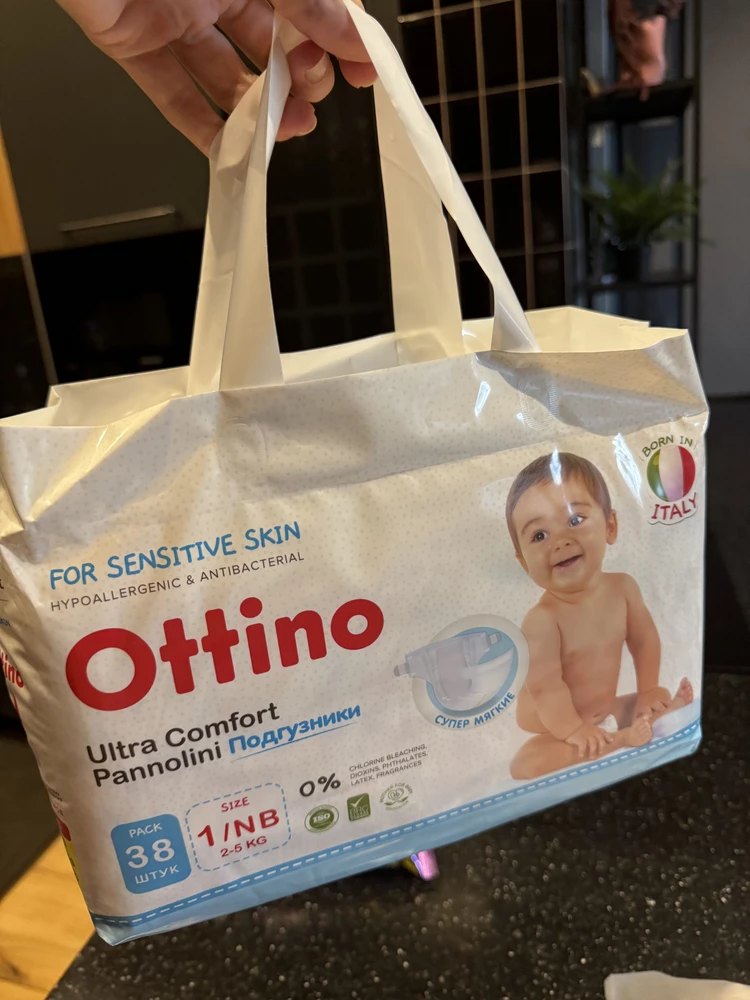 BORN IN
ITALY
FOR SENSITIVE SKIN
HYPOALLERGENIC & ANTIBACTERIAL
Ottino
Ultra Comfort
Pannolini Подгузники
СУПЕР МЯГКИЕ
0%
CHLORINE BLEACHING,
DIOXINS, PHTHALATES,
LATEX, FRAGRANCES
ISO
PACK
38
ШТУК
SIZE
1/NB
2-5 KG